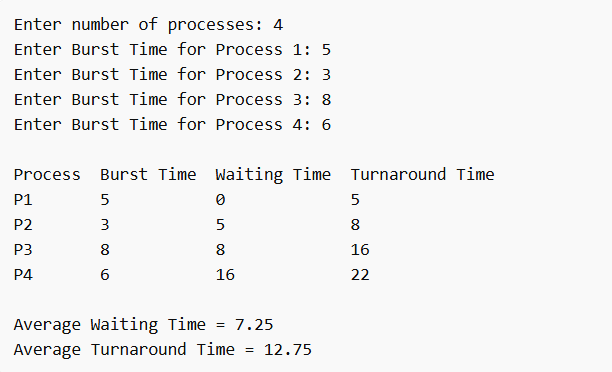 Enter number of processes: 4
Enter Burst Time for Process 1: 5
Enter Burst Time for Process 2: 3
Enter Burst Time for Process 3: 8
Enter Burst Time for Process 4: 6

Process  Burst Time  Waiting Time  Turnaround Time
P1       5           0             5
P2       3           5             8
P3       8           8             16
P4       6           16            22

Average Waiting Time = 7.25
Average Turnaround Time = 12.75